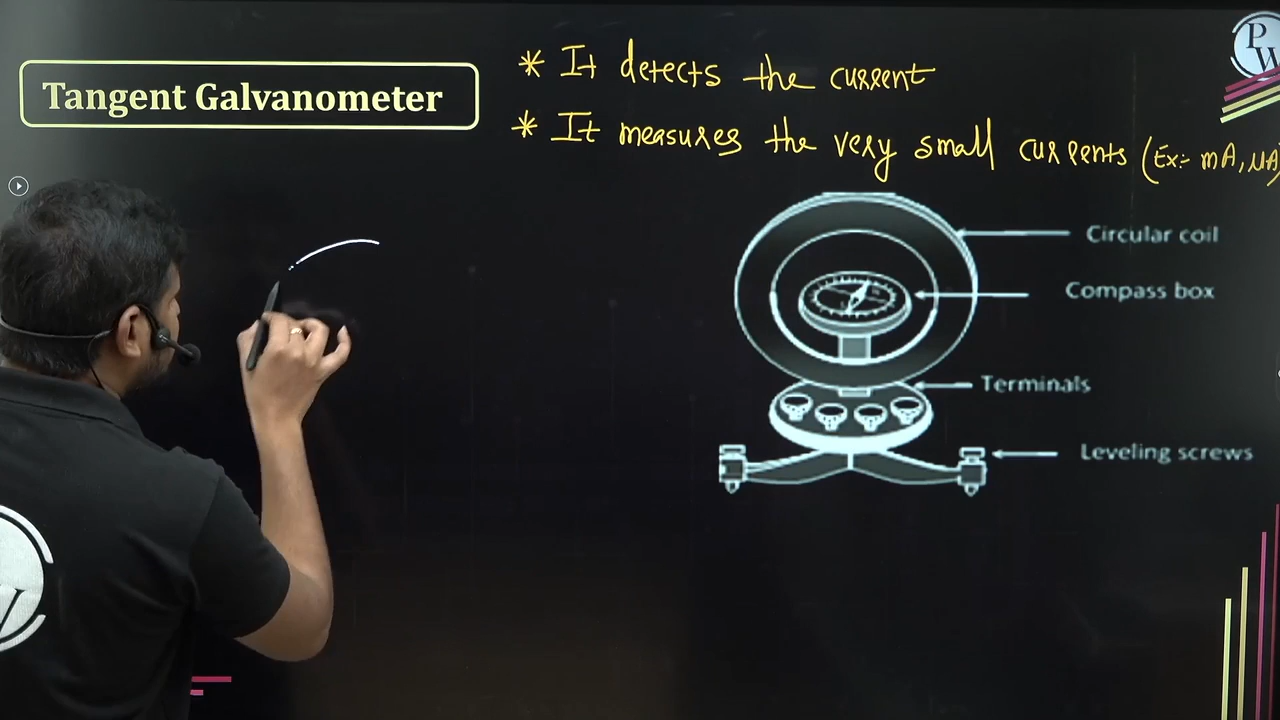 Tangent Galvanometer
* It detects the current
* It measures the very small currents (Ex:- mA, μA)
PW
Circular coil
Compass box
Terminals
Leveling screws